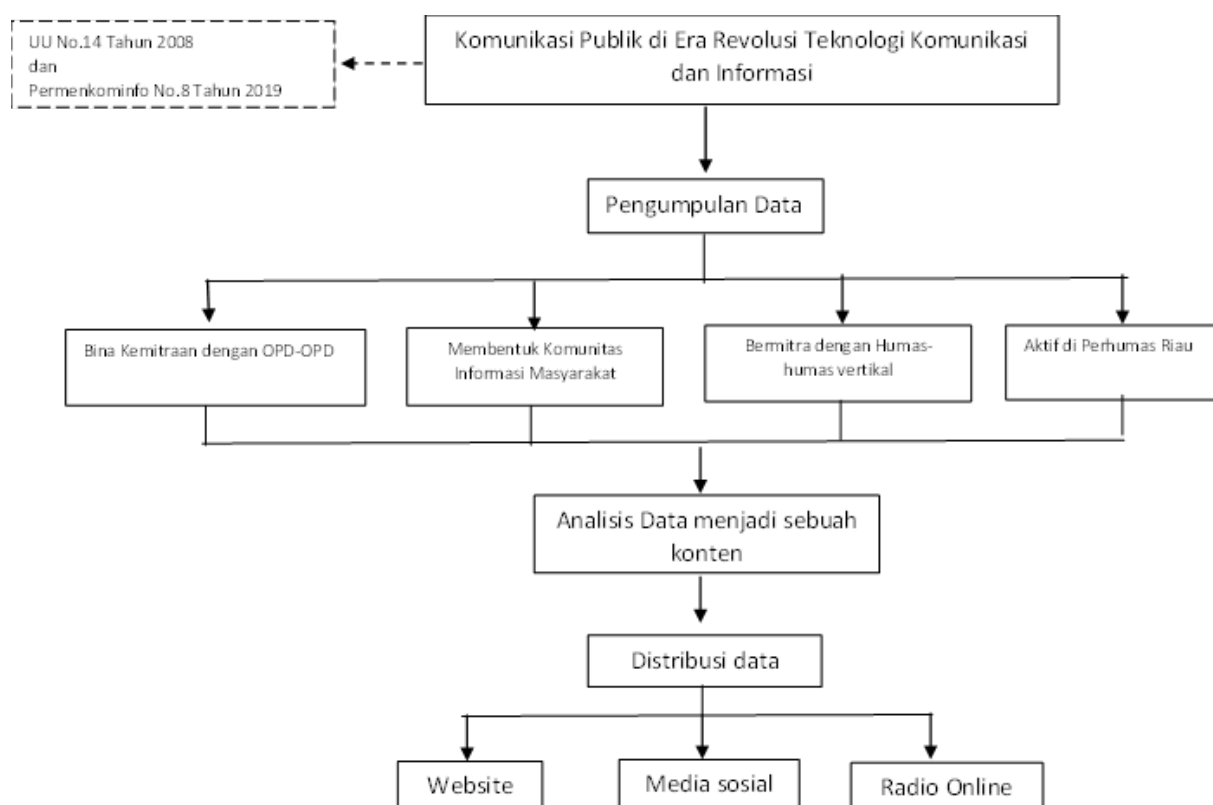 UU No.14 Tahun 2008
dan
Permenkominfo No.8 Tahun 2019
Komunikasi Publik di Era Revolusi Teknologi Komunikasi
dan Informasi
Pengumpulan Data
Bina Kemitraan dengan OPD-OPD
Membentuk Komunitas
Informasi Masyarakat
Bermitra dengan Humas-
humas vertikal
Aktif di Perhumas Riau
Analisis Data menjadi sebuah
konten
Distribusi data
Website
Media sosial
Radio Online